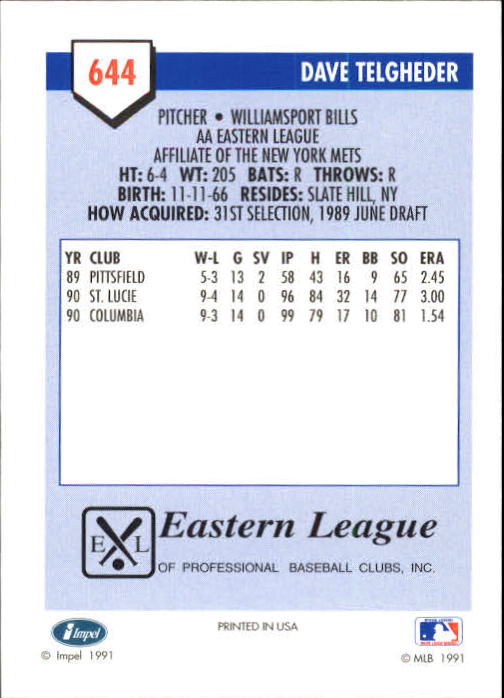 644
DAVE TELGHEDER
PITCHER • WILLIAMSPORT BILLS
AA EASTERN LEAGUE
AFFILIATE OF THE NEW YORK METS
HT: 6-4 WT: 205 BATS: R THROWS: R
BIRTH: 11-11-66 RESIDES: SLATE HILL, NY
HOW ACQUIRED: 31ST SELECTION, 1989 JUNE DRAFT
YR CLUB W-L G SV IP H ER BB SO ERA
89 PITTSFIELD 5-3 13 2 58 43 16 9 65 2.45
90 ST. LUCIE 9-4 14 0 96 84 32 14 77 3.00
90 COLUMBIA 9-3 14 0 99 79 17 10 81 1.54
E L
Eastern League
OF PROFESSIONAL BASEBALL CLUBS, INC.
Impel
PRINTED IN USA
© Impel 1991
© MLB 1991